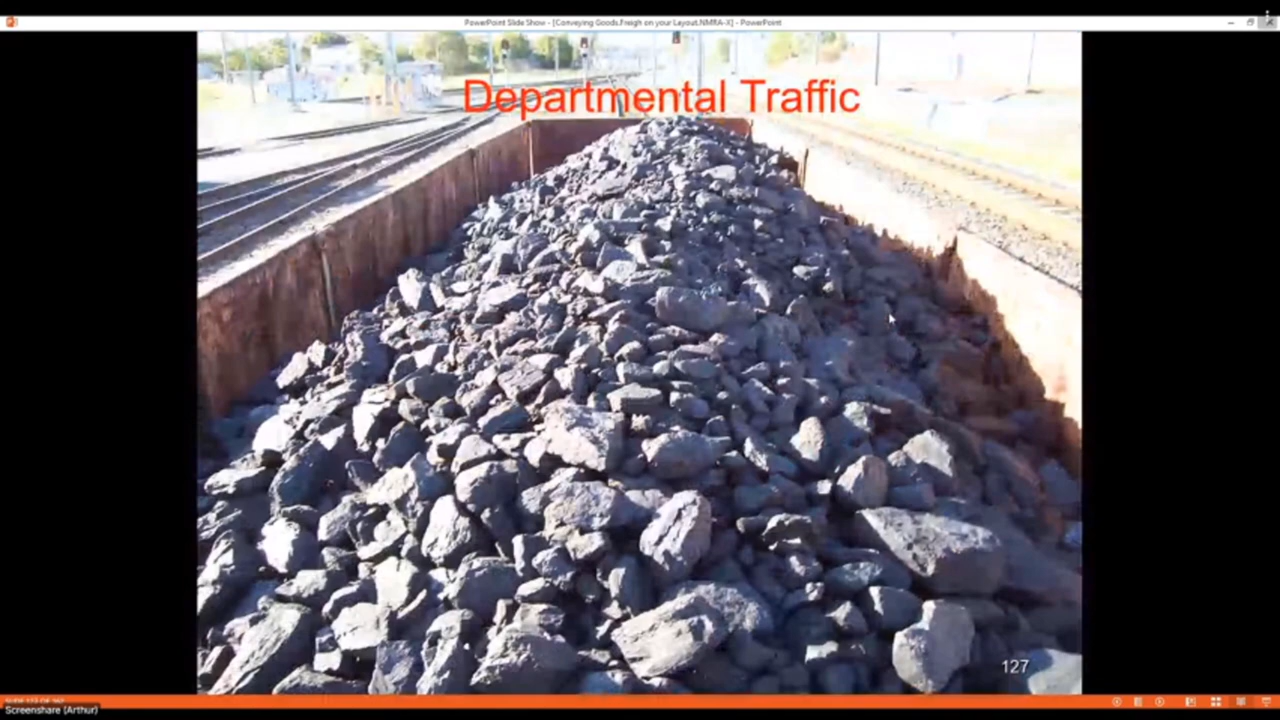 PowerPoint Slide Show - [Conveying Goods.Freigh on your Layout.NMRA-X] - PowerPoint
Departmental Traffic
127
Screenshare (Arthur)